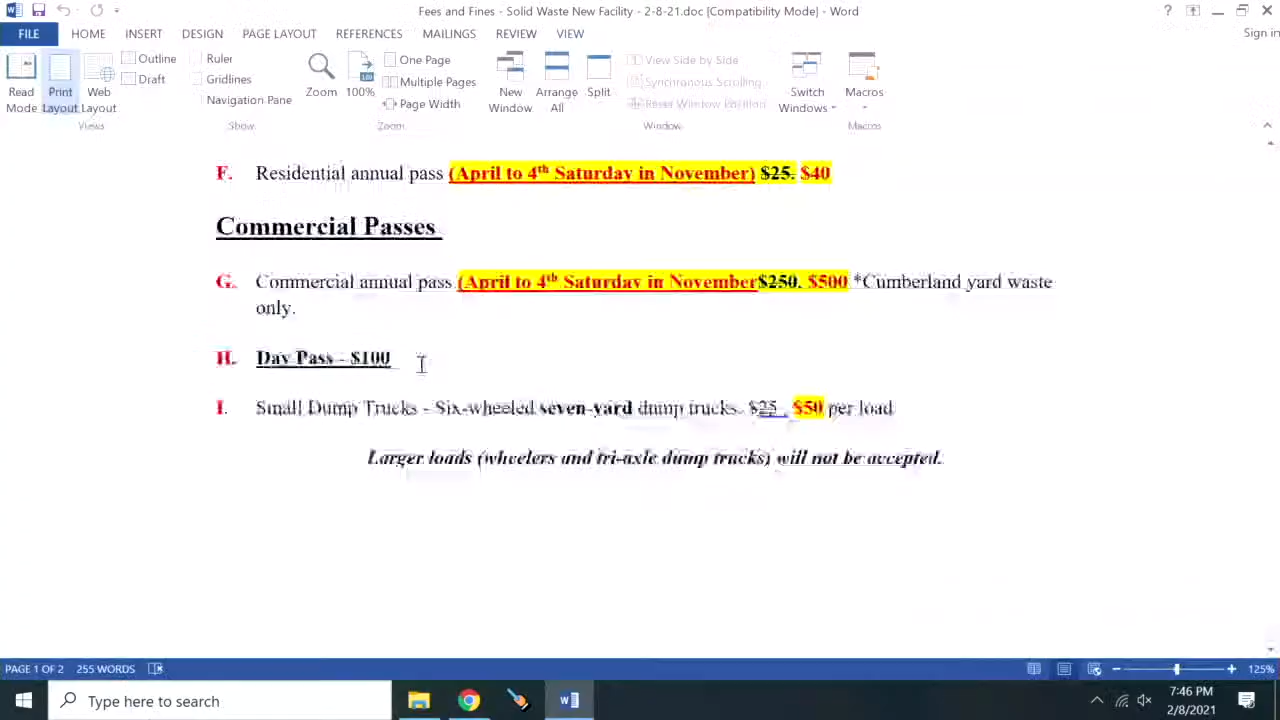 Fees and Fines - Solid Waste New Facility - 2-8-21.doc [Compatibility Mode] - Word
Sign in
FILE HOME INSERT DESIGN PAGE LAYOUT REFERENCES MAILINGS REVIEW VIEW
Read Mode
Print Layout
Web Layout
Outline
Draft
Views
Ruler
Gridlines
Navigation Pane
Show
Zoom
100%
One Page
Multiple Pages
Page Width
Zoom
New Window
Arrange All
Split
View Side by Side
Synchronous Scrolling
Reset Window Position
Window
Switch Windows
Macros
Macros
F. Residential annual pass (April to 4th Saturday in November) $25. $40
Commercial Passes
G. Commercial annual pass (April to 4th Saturday in November$250. $500 *Cumberland yard waste
only.
H. Day Pass - $100
I. Small Dump Trucks - Six-wheeled seven-yard dump trucks. $25 . $50 per load
Larger loads (wheelers and tri-axle dump trucks) will not be accepted.
PAGE 1 OF 2 255 WORDS
125%
Type here to search
7:46 PM
2/8/2021